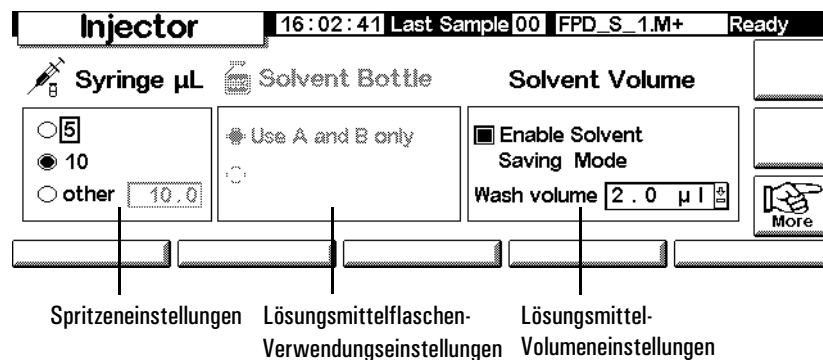 Injector 16:02:41 Last Sample 00 FPD_S_1.M+ Ready
Syringe µL Solvent Bottle Solvent Volume
5
10
other 10.0
Use A and B only
Enable Solvent
Saving Mode
Wash volume 2.0 µl
More
Spritzeneinstellungen
Lösungsmittelflaschen-
Verwendungseinstellungen
Lösungsmittel-
Volumeneinstellungen